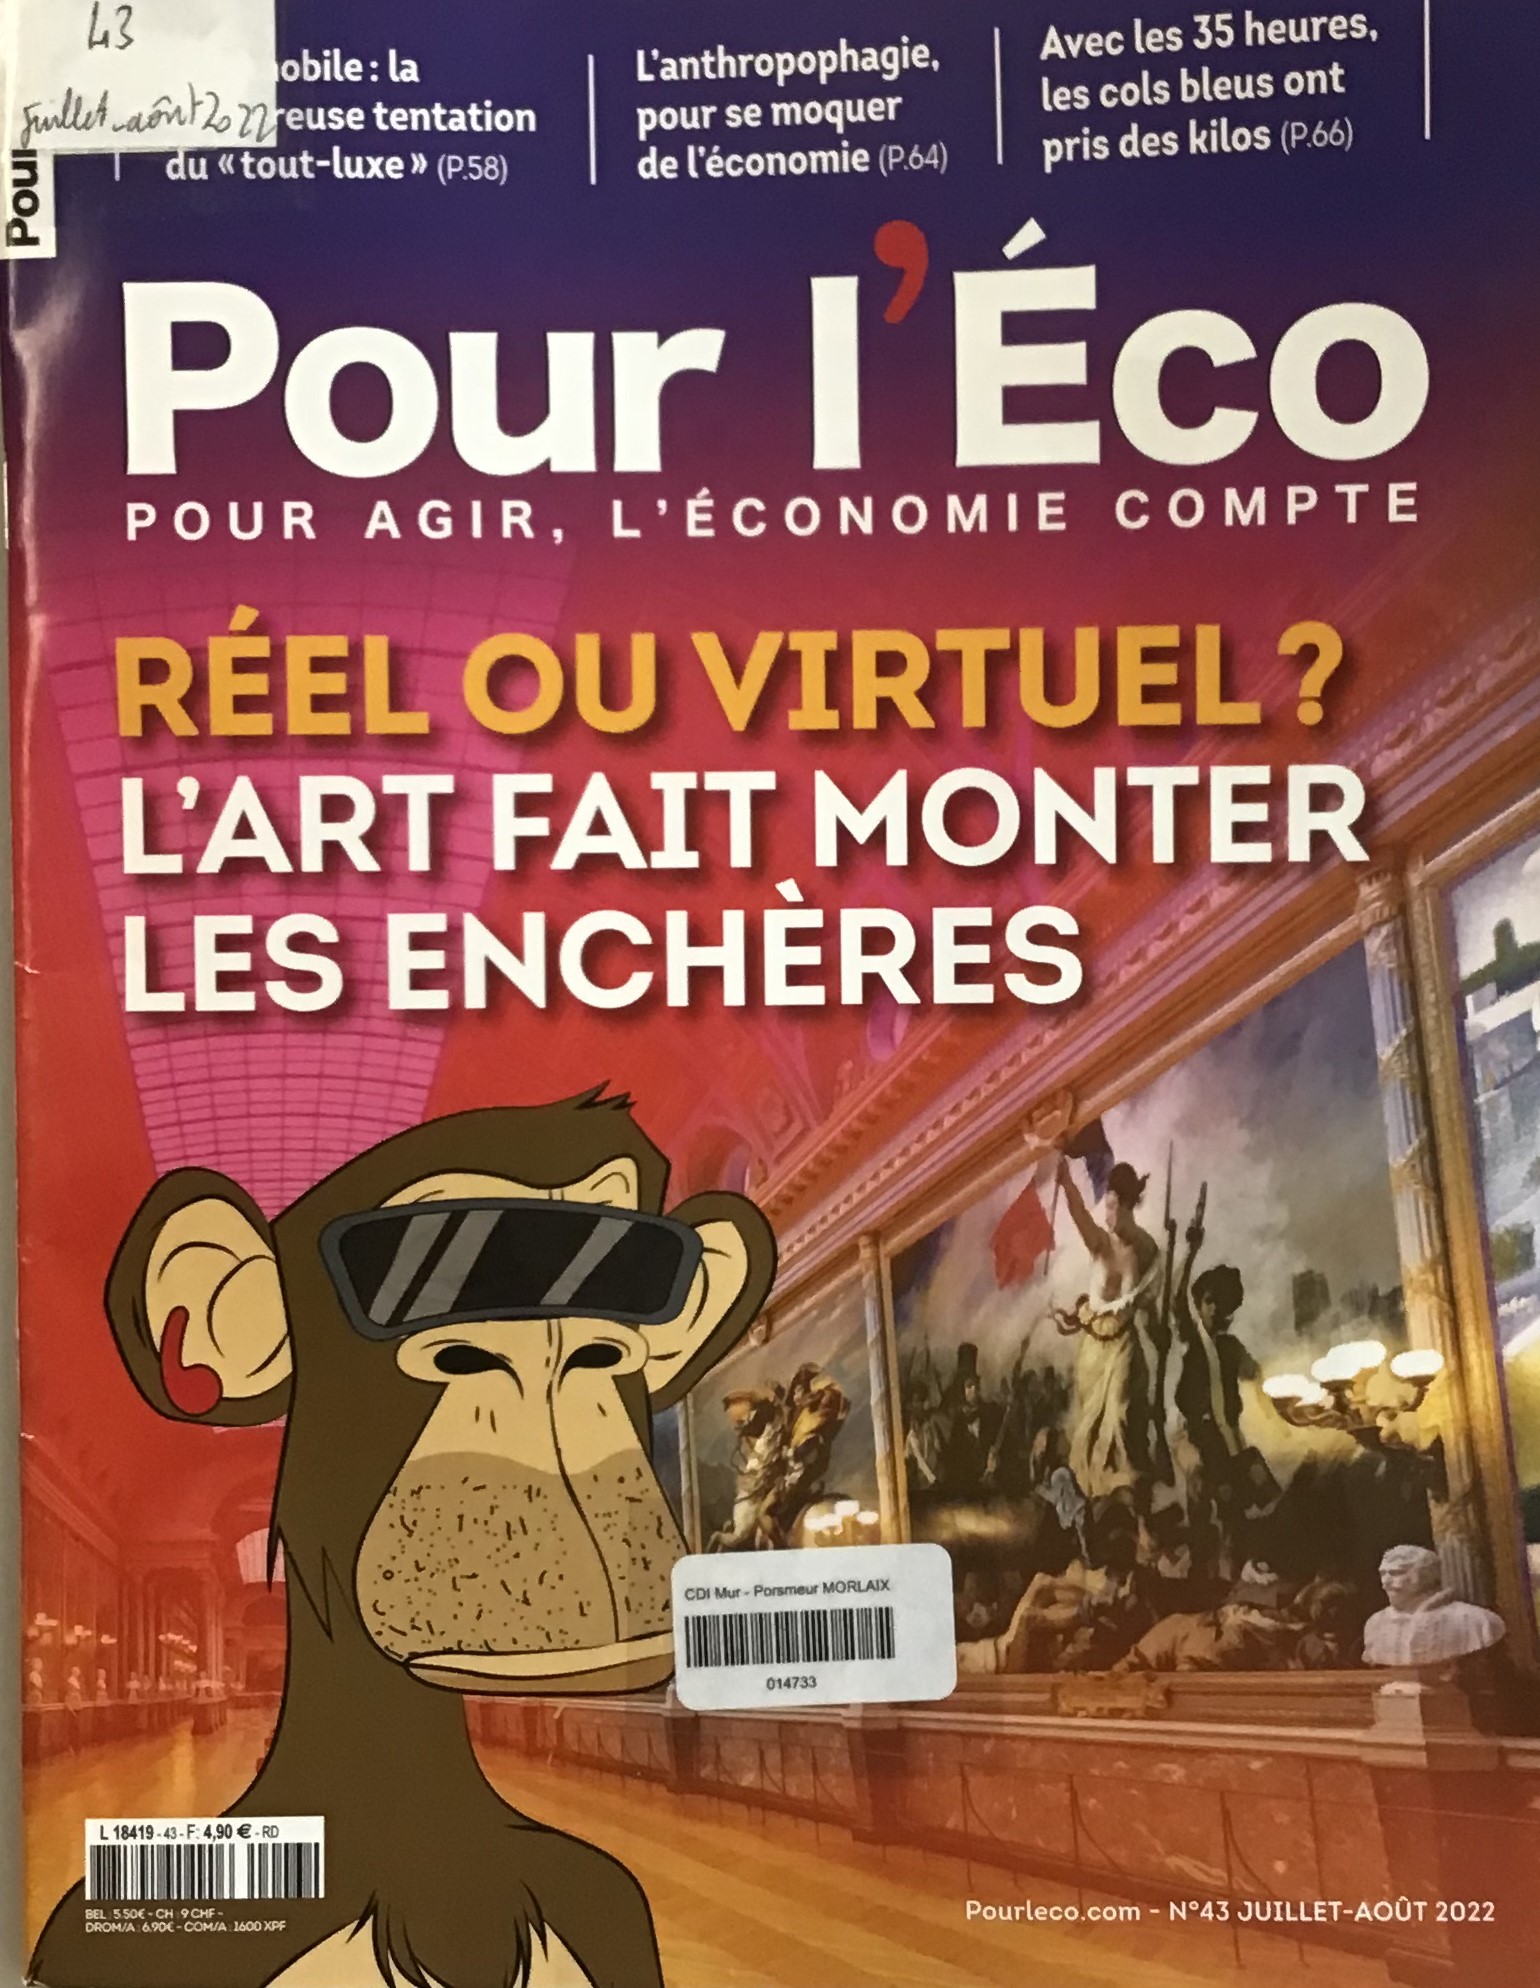 43
Juillet-août 2022
obile : la
reuse tentation
du « tout-luxe » (P.58)
L'anthropophagie,
pour se moquer
de l'économie (P.64)
Avec les 35 heures,
les cols bleus ont
pris des kilos (P.66)
Pour
Pour l'Éco
POUR AGIR, L'ÉCONOMIE COMPTE
RÉEL OU VIRTUEL ?
L'ART FAIT MONTER
LES ENCHÈRES
CDI Mur - Porsmeur MORLAIX
014733
L 18419 - 43 - F: 4,90 € - RD
BEL : 5.50€ - CH : 9 CHF -
DROM/A : 6.90€ - COM/A : 1600 XPF
Pourleco.com - N°43 JUILLET-AOÛT 2022